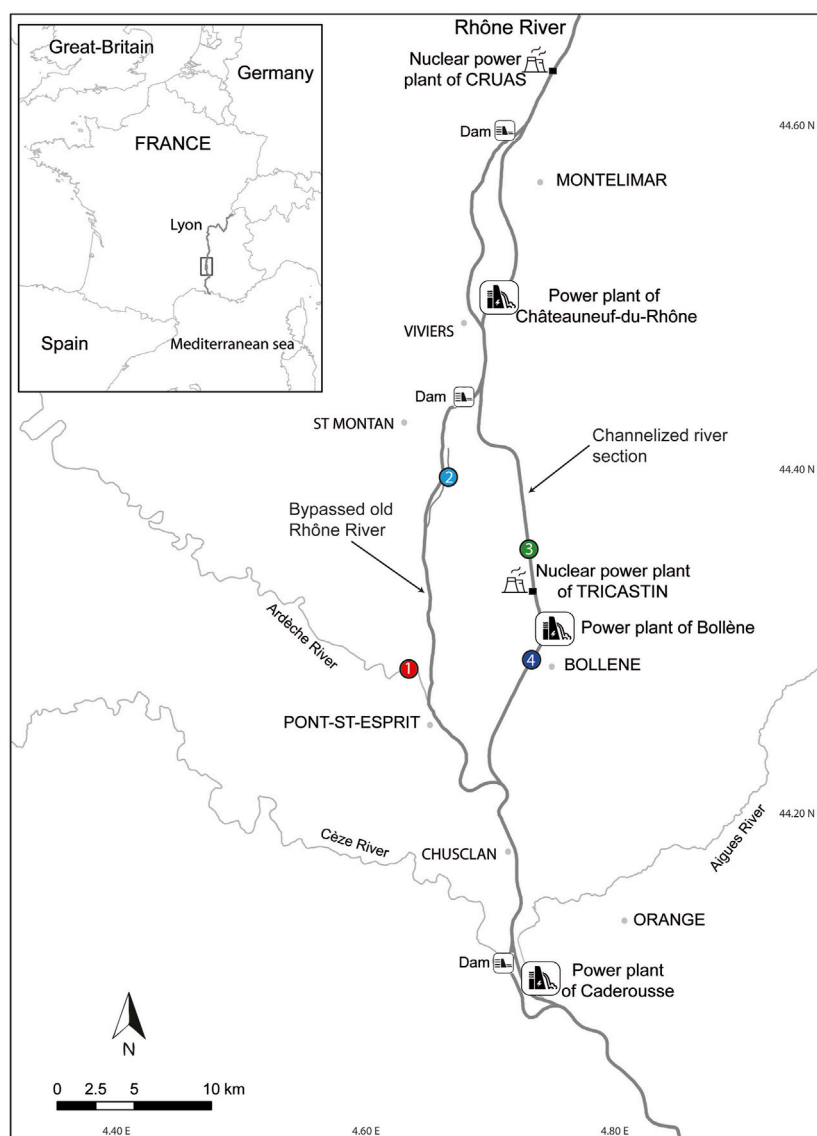 Rhône River
Great-Britain
Germany
FRANCE
Lyon
Spain
Mediterranean sea
Nuclear power
plant of CRUAS
Dam
44.60 N
MONTELIMAR
Power plant of
Châteauneuf-du-Rhône
VIVIERS
Dam
ST MONTAN
Channelized river
section
44.40 N
2
Bypassed old
Rhône River
3
Nuclear power plant
of TRICASTIN
Ardèche River
Power plant of Bollène
1
4
BOLLENE
PONT-ST-ESPRIT
44.20 N
Cèze River
CHUSCLAN
Aigues River
ORANGE
Dam
Power plant
of Caderousse
N
0 2.5 5 10 km
4.40 E 4.60 E 4.80 E